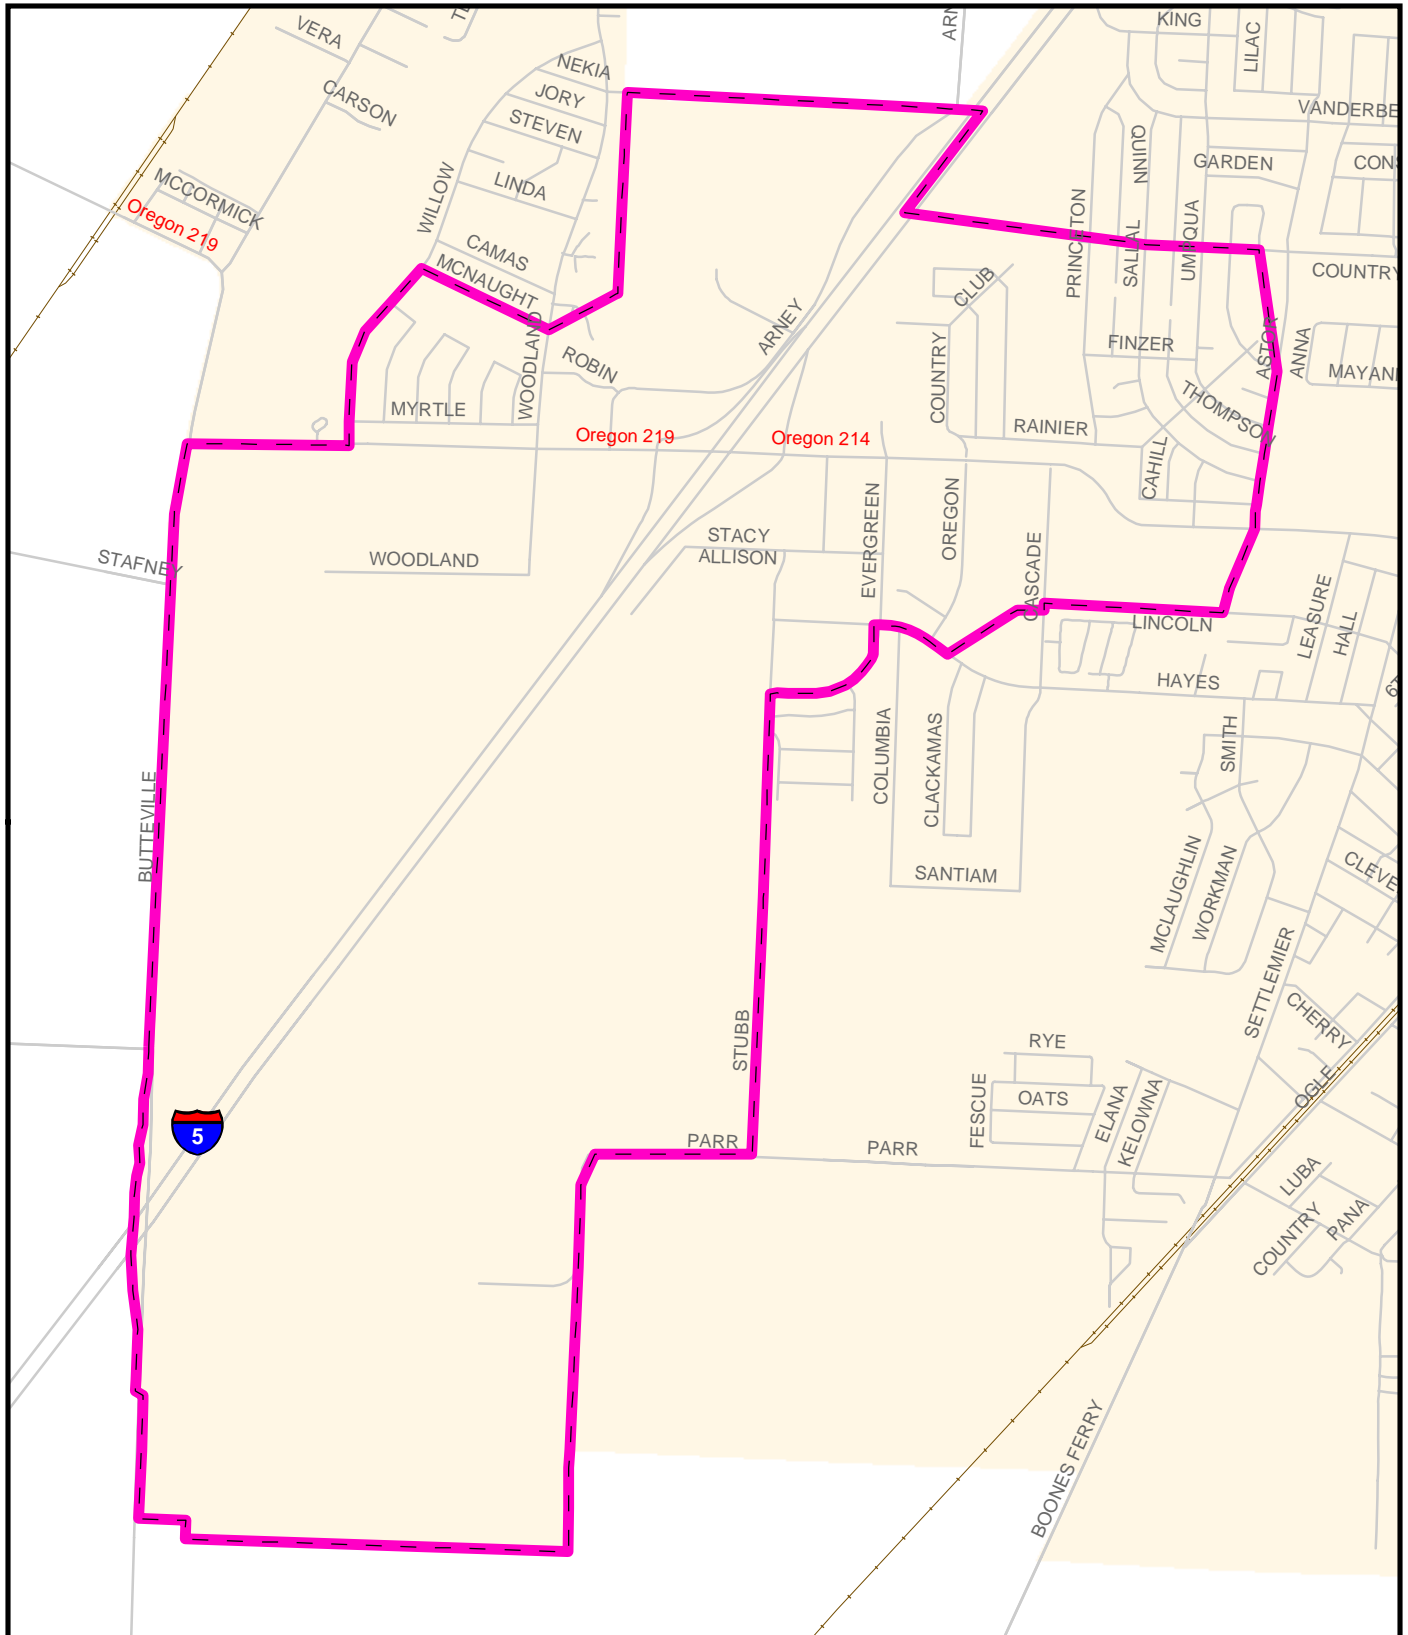 KING
LILAC
VERA
NEKIA
CARSON
JORY
VANDERBE
STEVEN
QUINN
GARDEN
CONS
MCCORMICK
LINDA
WILLOW
Oregon 219
PRINCETON
SALLAL
UMPQUA
CAMAS
MCNAUGHT
COUNTRY
CLUB
ARNEY
FINZER
ASTOR
ANNA
WOODLAND
ROBIN
MAYAN
COUNTRY
MYRTLE
THOMPSON
RAINIER
Oregon 219
Oregon 214
CAHILL
EVERGREEN
OREGON
STACY
ALLISON
STAFNEY
WOODLAND
CASCADE
LEASURE
HALL
LINCOLN
HAYES
COLUMBIA
CLACKAMAS
SMITH
BUTTEVILLE
CLEVE
SANTIAM
MCLAUGHLIN
WORKMAN
SETTLEMIER
CHERRY
STUBB
RYE
OATS
FESCUE
ELANA
KELOWNA
OGLE
5
PARR
PARR
LUBA
COUNTRY
PANA
BOONES FERRY